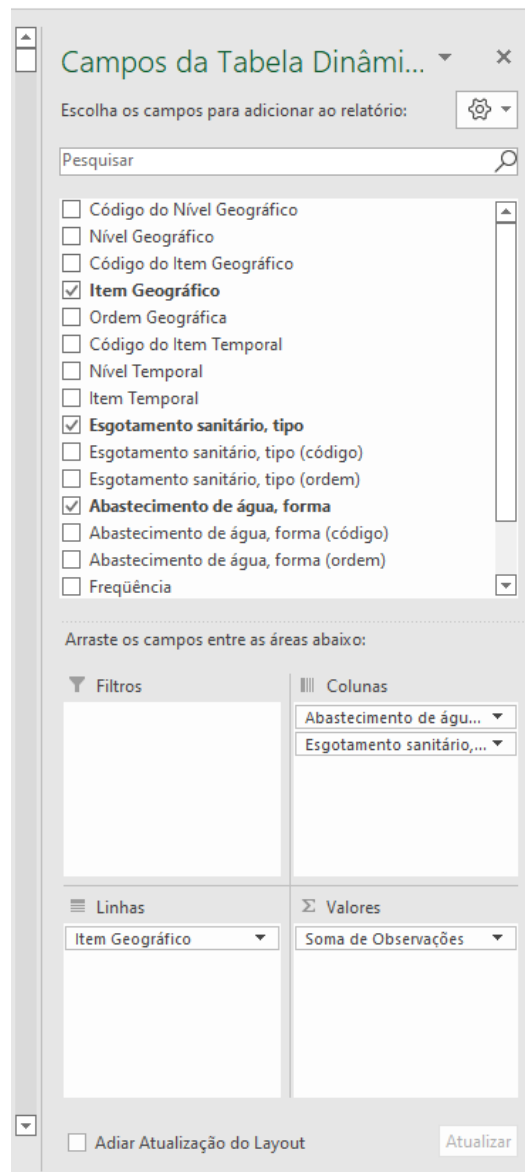 Campos da Tabela Dinâmi...
Escolha os campos para adicionar ao relatório:
Pesquisar
Código do Nível Geográfico
Nível Geográfico
Código do Item Geográfico
Item Geográfico
Ordem Geográfica
Código do Item Temporal
Nível Temporal
Item Temporal
Esgotamento sanitário, tipo
Esgotamento sanitário, tipo (código)
Esgotamento sanitário, tipo (ordem)
Abastecimento de água, forma
Abastecimento de água, forma (código)
Abastecimento de água, forma (ordem)
Freqüência
Arraste os campos entre as áreas abaixo:
Filtros
Colunas
Abastecimento de águ...
Esgotamento sanitário,...
Linhas
Σ Valores
Item Geográfico
Soma de Observações
Adiar Atualização do Layout
Atualizar